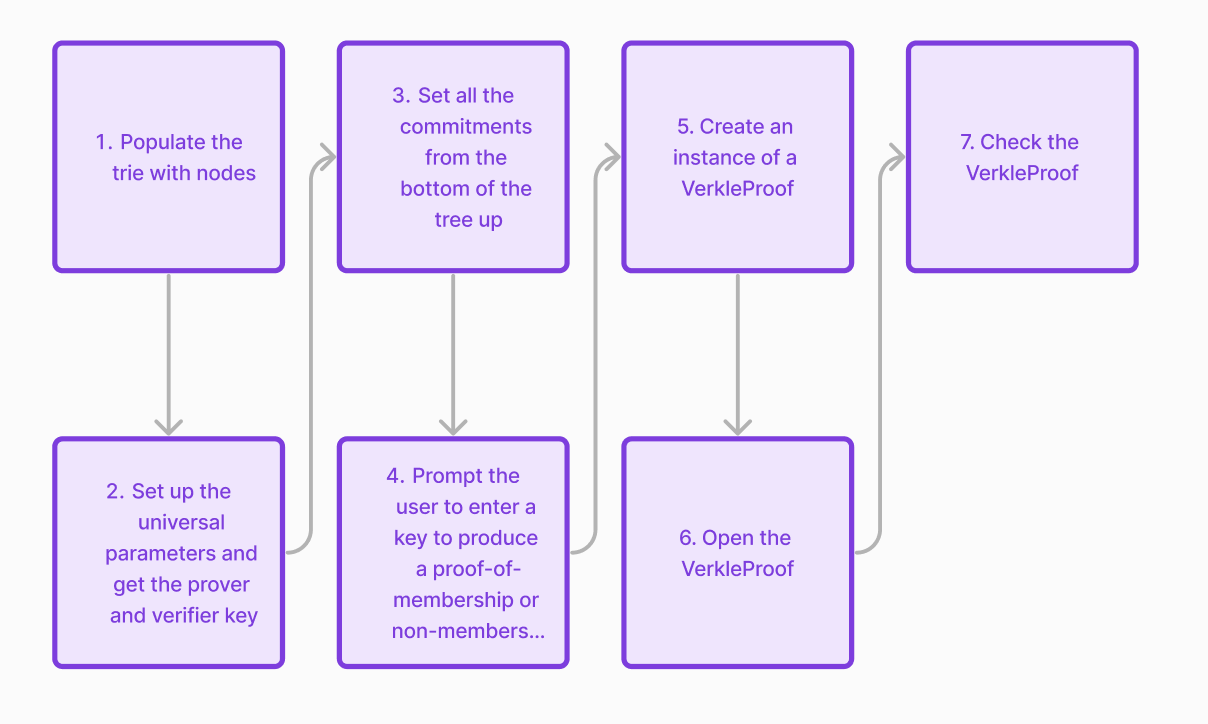 1. Populate the
trie with nodes
2. Set up the
universal
parameters and
get the prover
and verifier key
3. Set all the
commitments
from the
bottom of the
tree up
4. Prompt the
user to enter a
key to produce
a proof-of-
membership or
non-members...
5. Create an
instance of a
VerkleProof
6. Open the
VerkleProof
7. Check the
VerkleProof